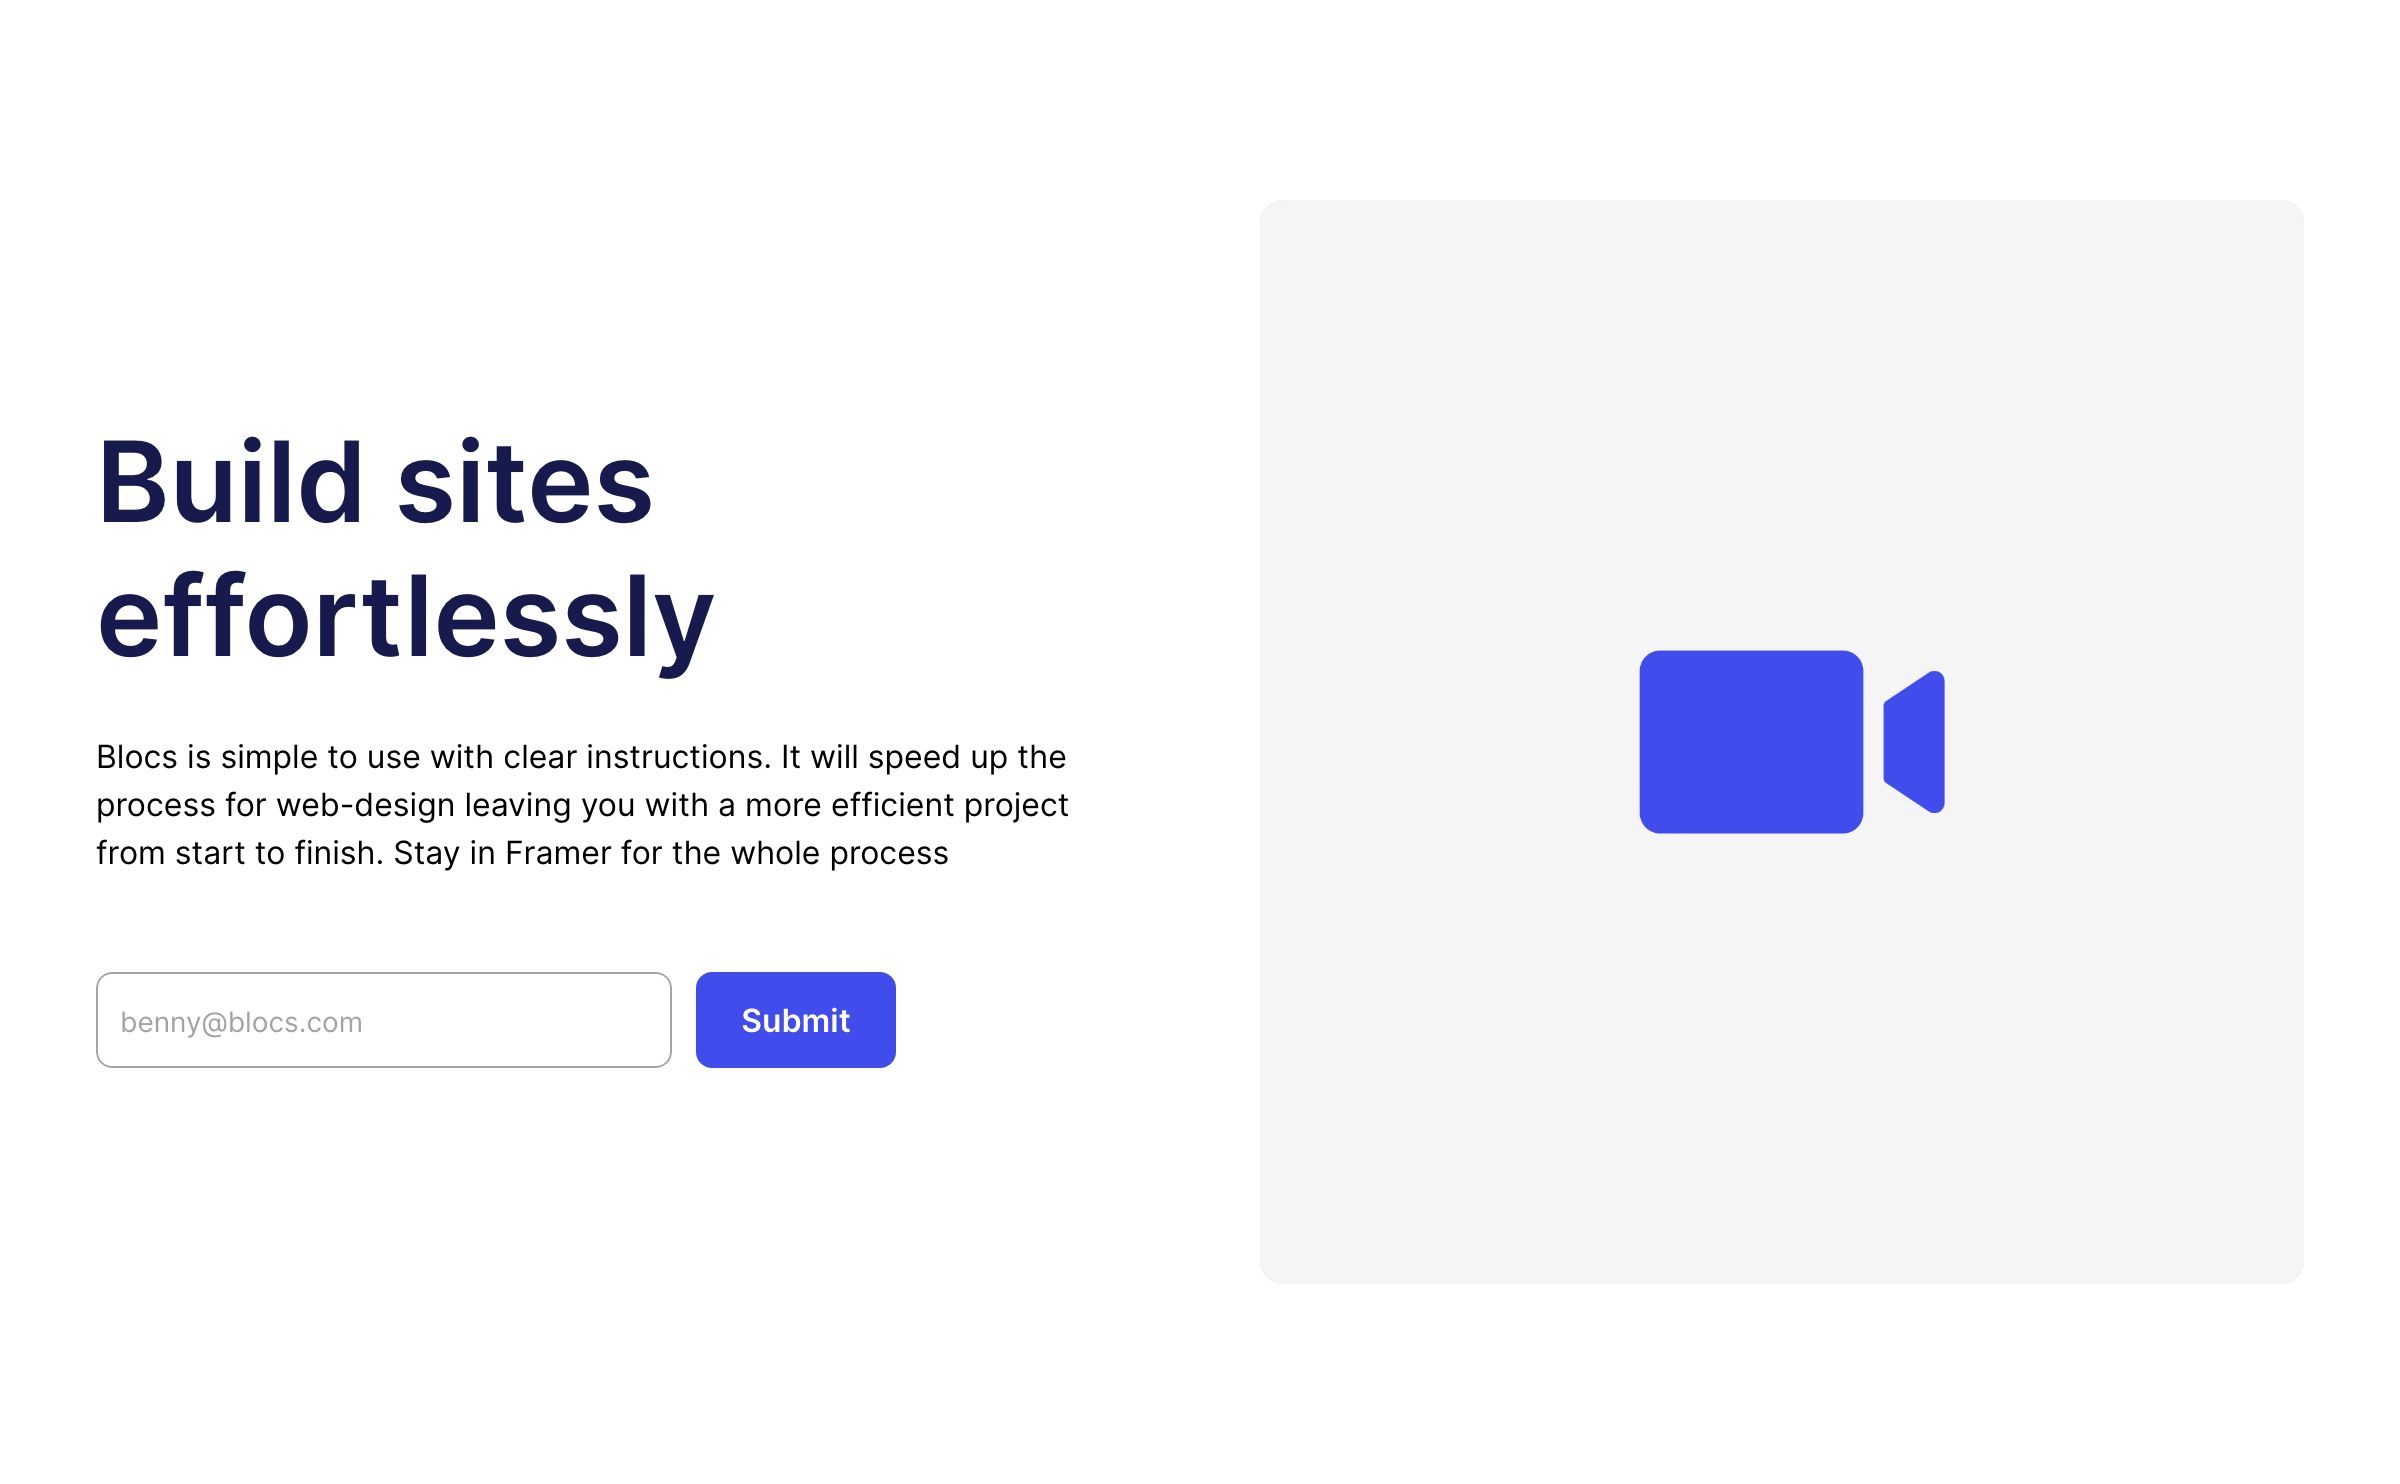 Build sites
effortlessly
Blocs is simple to use with clear instructions. It will speed up the
process for web-design leaving you with a more efficient project
from start to finish. Stay in Framer for the whole process
benny@blocs.com
Submit